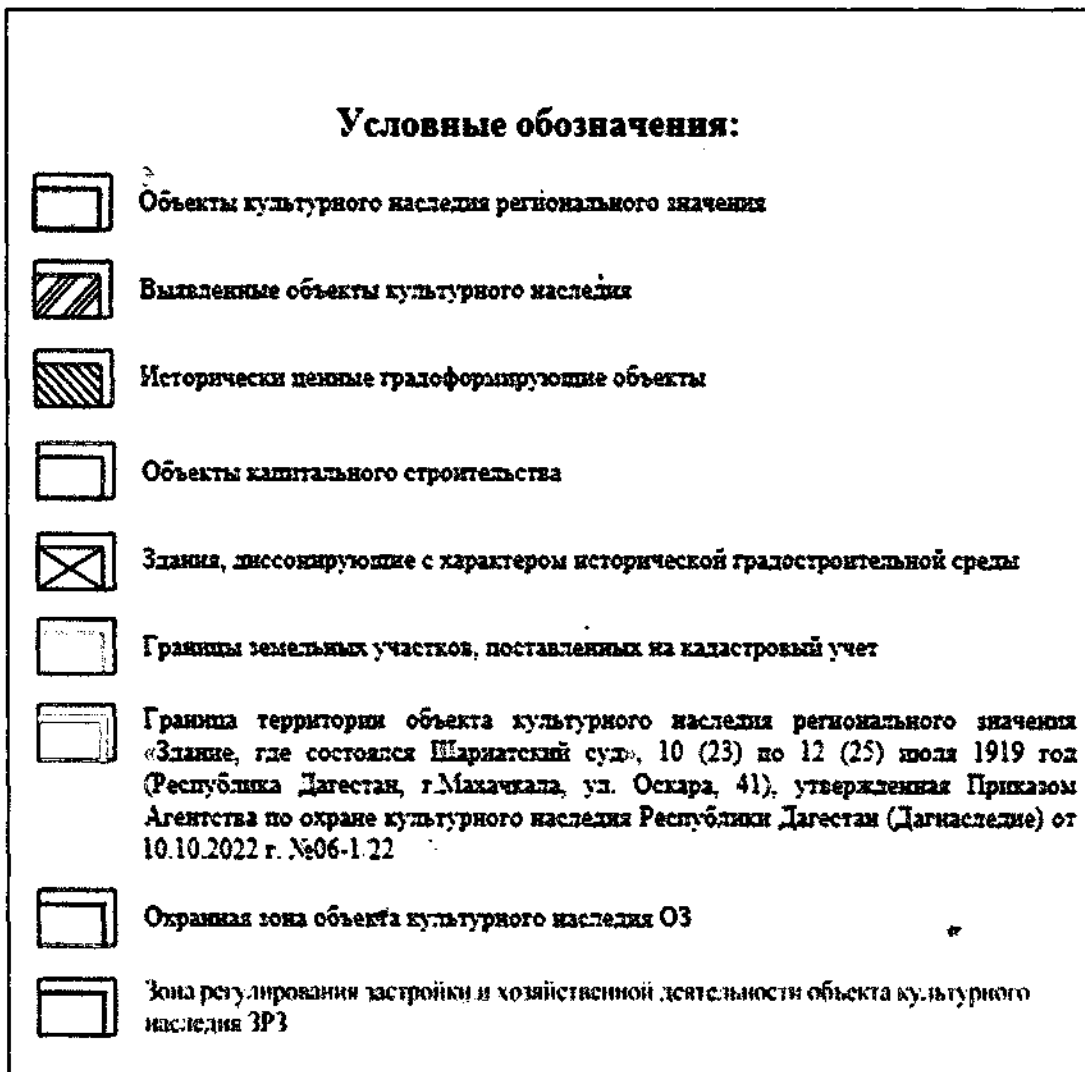 Условные обозначения:
Объекты культурного наследия регионального значения
Выявленные объекты культурного наследия
Исторически ценные градоформирующие объекты
Объекты капитального строительства
Здания, диссонирующие с характером исторической градостроительной среды
Границы земельных участков, поставленных на кадастровый учет
Граница территории объекта культурного наследия регионального значения
«Здание, где состоялся Шариатский суд», 10 (23) по 12 (25) июля 1919 год
(Республика Дагестан, г.Махачкала, ул. Оскара, 41), утвержденная Приказом
Агентства по охране культурного наследия Республики Дагестан (Дагнаследие) от
10.10.2022 г. №06-1.22
Охранная зона объекта культурного наследия ОЗ
Зона регулирования застройки и хозяйственной деятельности объекта культурного
наследия ЗРЗ